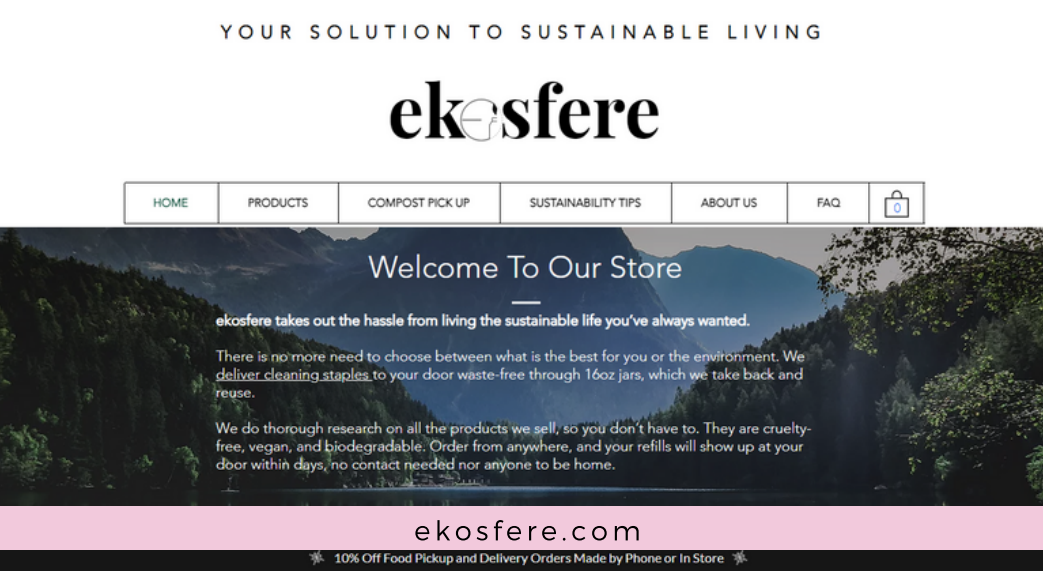 YOUR SOLUTION TO SUSTAINABLE LIVING
ekosfere
HOME PRODUCTS COMPOST PICK UP SUSTAINABILITY TIPS ABOUT US FAQ 0
Welcome To Our Store
ekosfere takes out the hassle from living the sustainable life you've always wanted.
There is no more need to choose between what is the best for you or the environment. We
deliver cleaning staples to your door waste-free through 16oz jars, which we take back and
reuse.
We do thorough research on all the products we sell, so you don't have to. They are cruelty-
free, vegan, and biodegradable. Order from anywhere, and your refills will show up at your
door within days, no contact needed nor anyone to be home.
ekosfere.com
10% Off Food Pickup and Delivery Orders Made by Phone or In Store